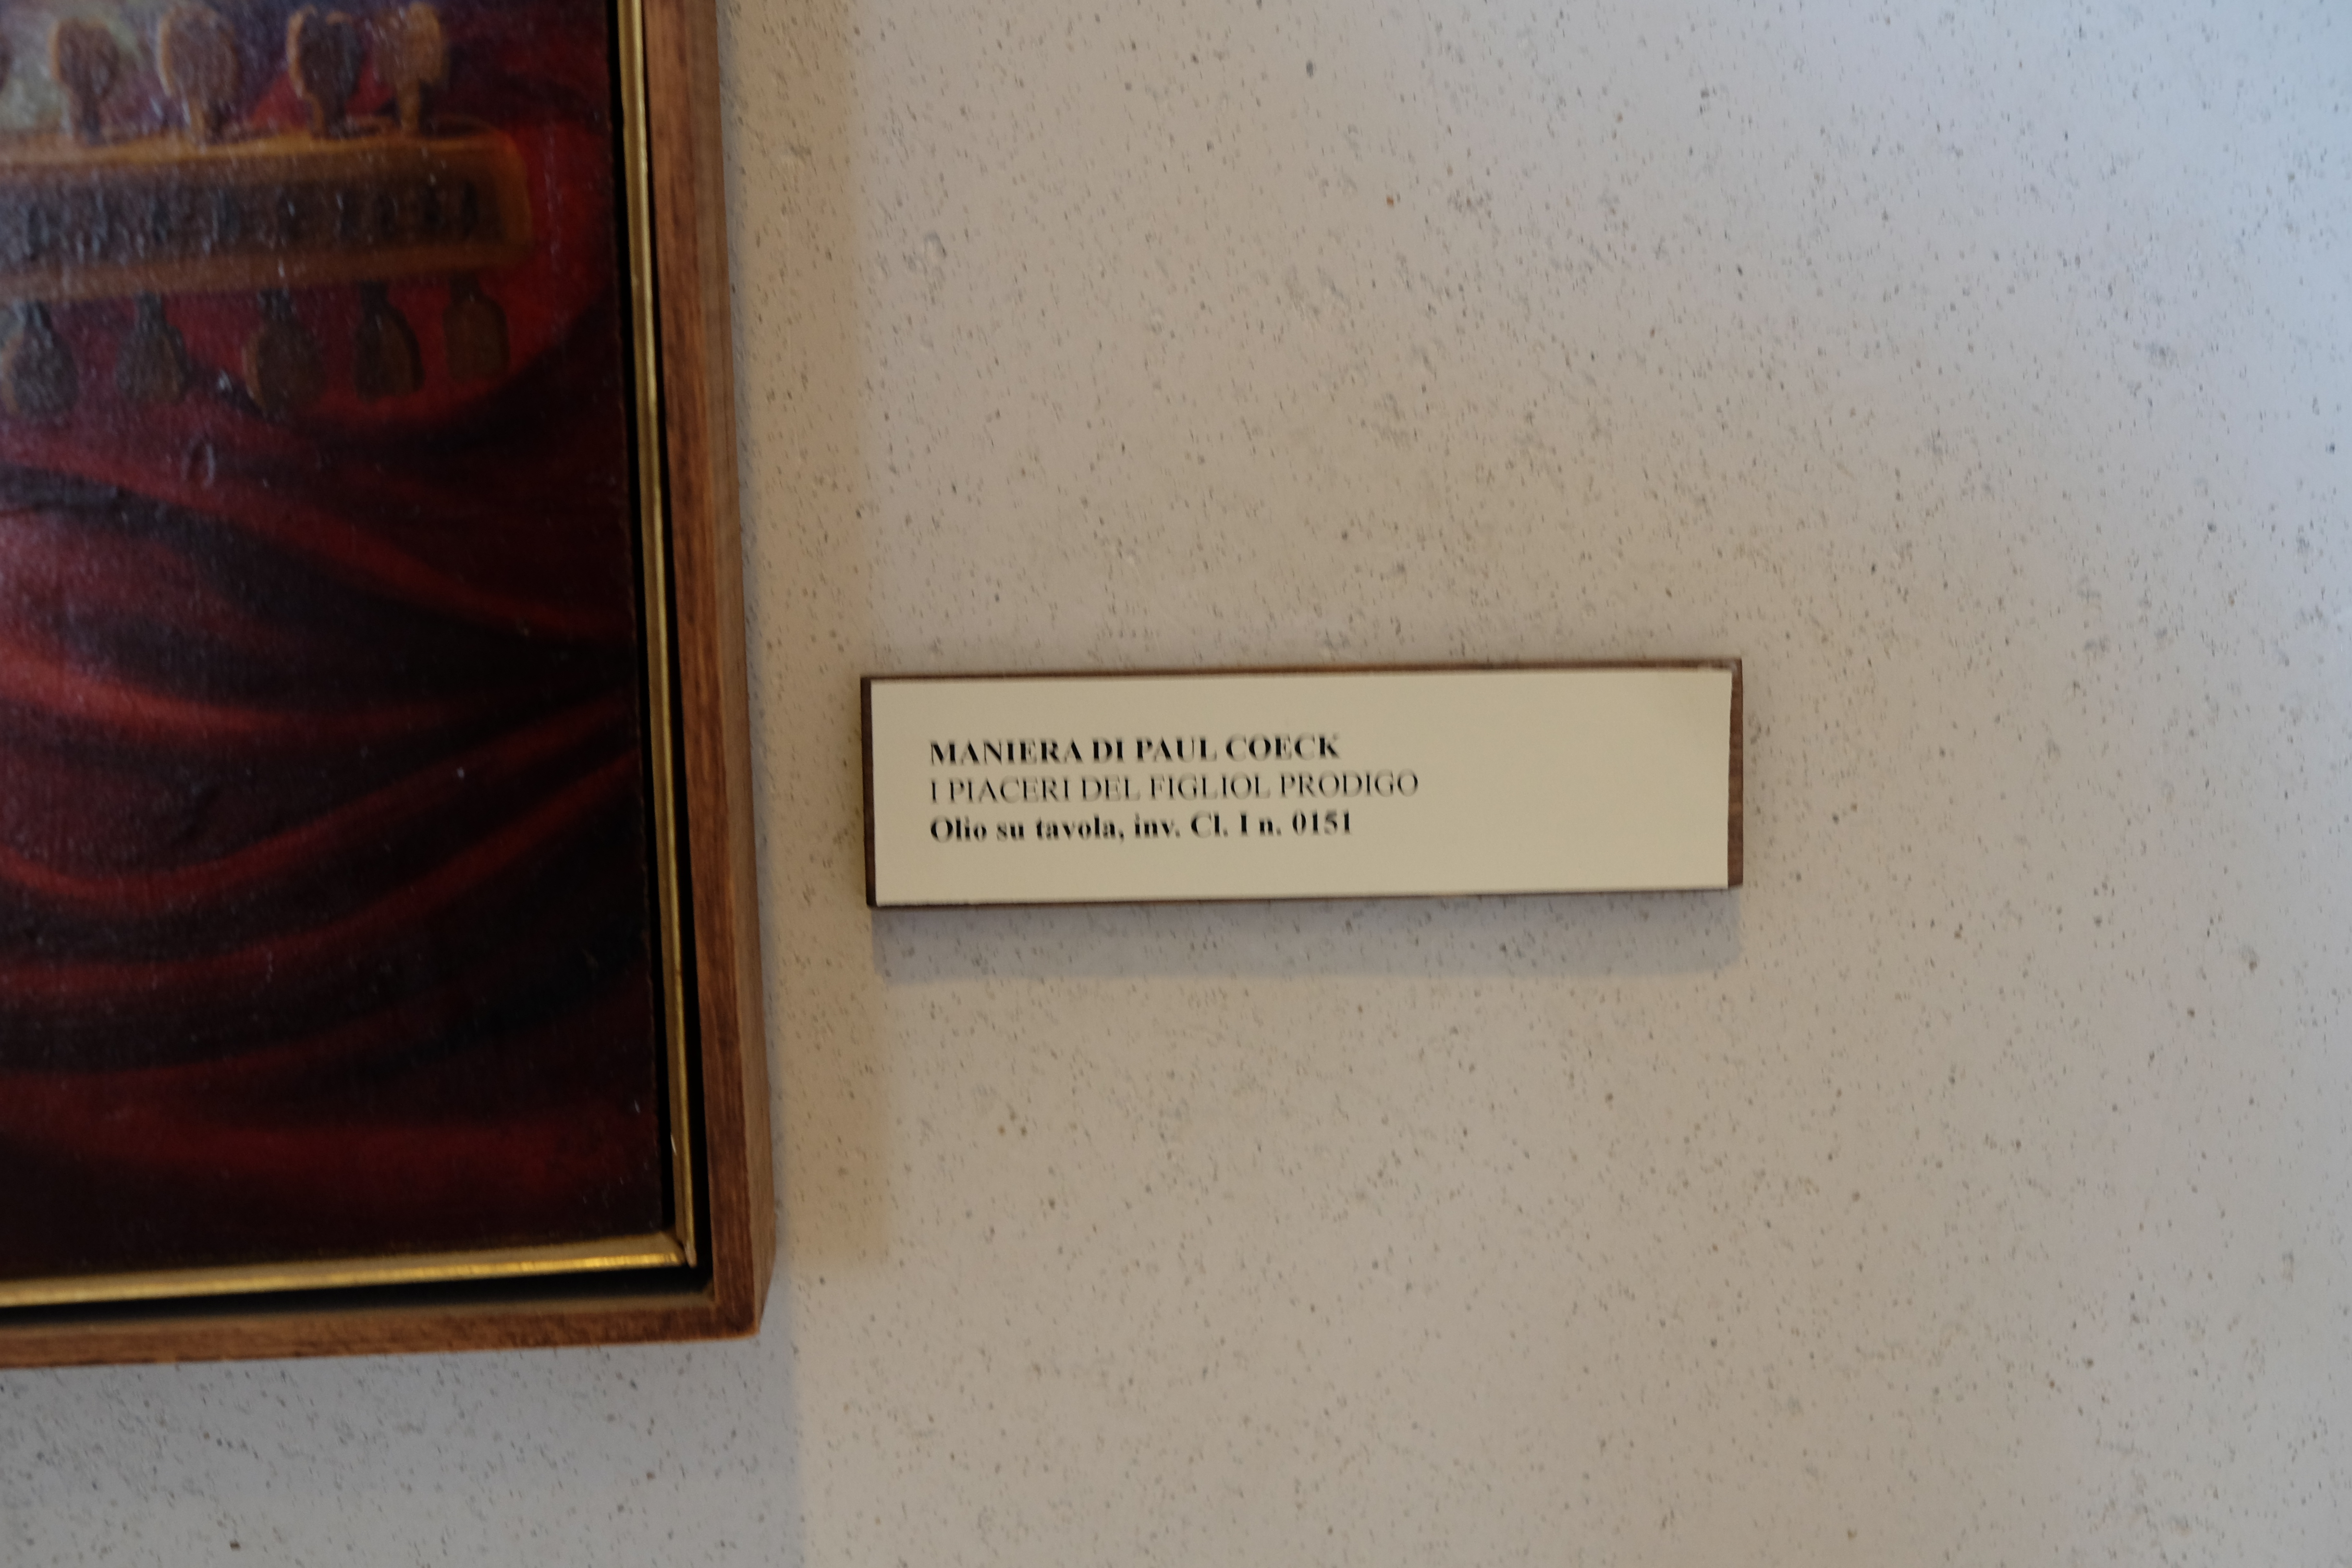 MANIERA DI PAUL COECK
I PIACERI DEL FIGLIOL PRODIGO
Olio su tavola, inv. Cl. I n. 0151